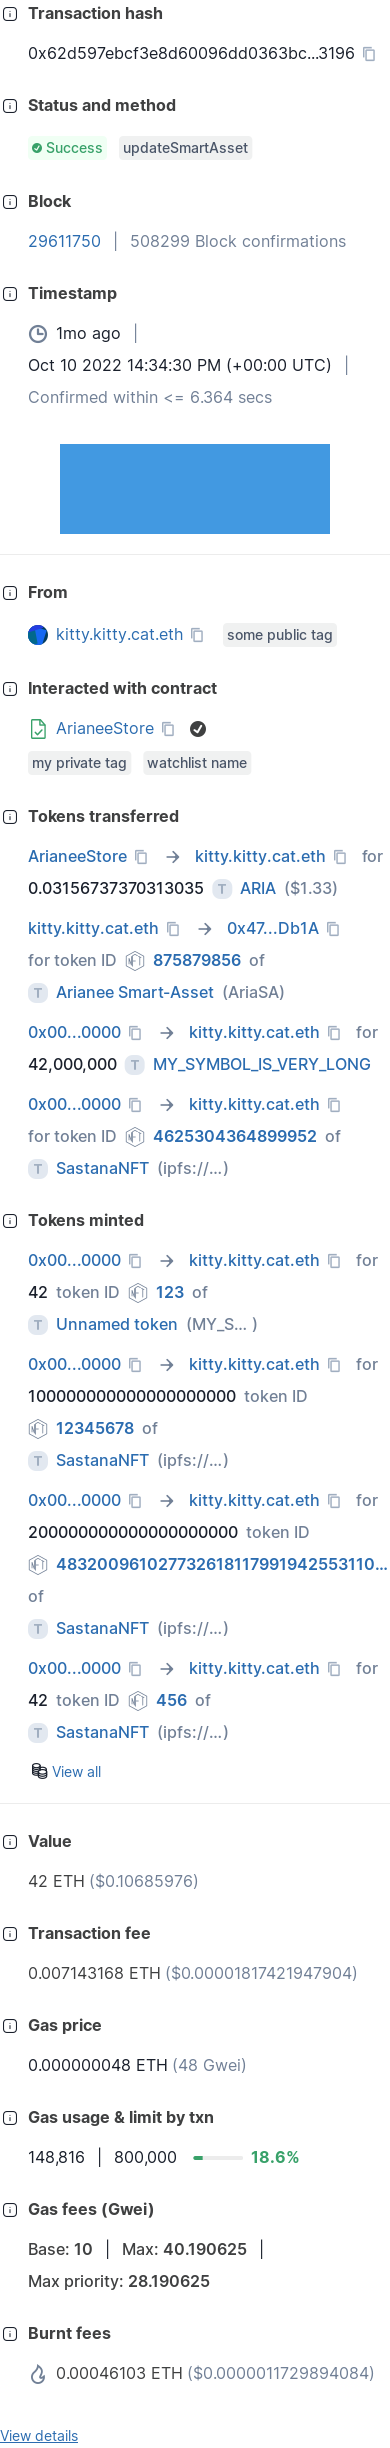 Transaction hash
0x62d597ebcf3e8d60096dd0363bc...3196
Status and method
Success updateSmartAsset
Block
29611750 | 508299 Block confirmations
Timestamp
1mo ago |
Oct 10 2022 14:34:30 PM (+00:00 UTC) |
Confirmed within <= 6.364 secs
From
kitty.kitty.cat.eth some public tag
Interacted with contract
ArianeeStore
my private tag watchlist name
Tokens transferred
ArianeeStore → kitty.kitty.cat.eth for
0.03156737370313035 T ARIA ($1.33)
kitty.kitty.cat.eth → 0x47...Db1A
for token ID 875879856 of
T Arianee Smart-Asset (AriaSA)
0x00...0000 → kitty.kitty.cat.eth for
42,000,000 T MY_SYMBOL_IS_VERY_LONG
0x00...0000 → kitty.kitty.cat.eth
for token ID 4625304364899952 of
T SastanaNFT (ipfs://...)
Tokens minted
0x00...0000 → kitty.kitty.cat.eth for
42 token ID 123 of
T Unnamed token (MY_S... )
0x00...0000 → kitty.kitty.cat.eth for
100000000000000000000 token ID
12345678 of
T SastanaNFT (ipfs://...)
0x00...0000 → kitty.kitty.cat.eth for
200000000000000000000 token ID
483200961027732618117991942553110...
of
T SastanaNFT (ipfs://...)
0x00...0000 → kitty.kitty.cat.eth for
42 token ID 456 of
T SastanaNFT (ipfs://...)
View all
Value
42 ETH ($0.10685976)
Transaction fee
0.007143168 ETH ($0.00001817421947904)
Gas price
0.000000048 ETH (48 Gwei)
Gas usage & limit by txn
148,816 | 800,000 18.6%
Gas fees (Gwei)
Base: 10 | Max: 40.190625 |
Max priority: 28.190625
Burnt fees
0.00046103 ETH ($0.0000011729894084)
View details